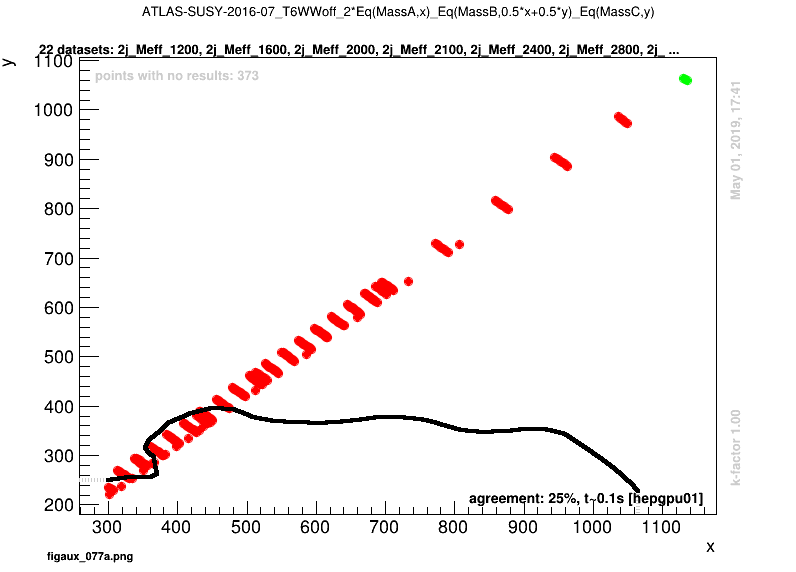 ATLAS-SUSY-2016-07_T6WWoff_2*Eq(MassA,x)_Eq(MassB,0.5*x+0.5*y)_Eq(MassC,y)
22 datasets: 2j_Meff_1200, 2j_Meff_1600, 2j_Meff_2000, 2j_Meff_2100, 2j_Meff_2400, 2j_Meff_2800, 2j_ ...
y
points with no results: 373
1100
1000
900
800
700
600
500
400
300
200
300 400 500 600 700 800 900 1000 1100
x
agreement: 25%, t~0.1s [hepgpu01]
May 01, 2019, 17:41
k-factor 1.00
figaux_077a.png